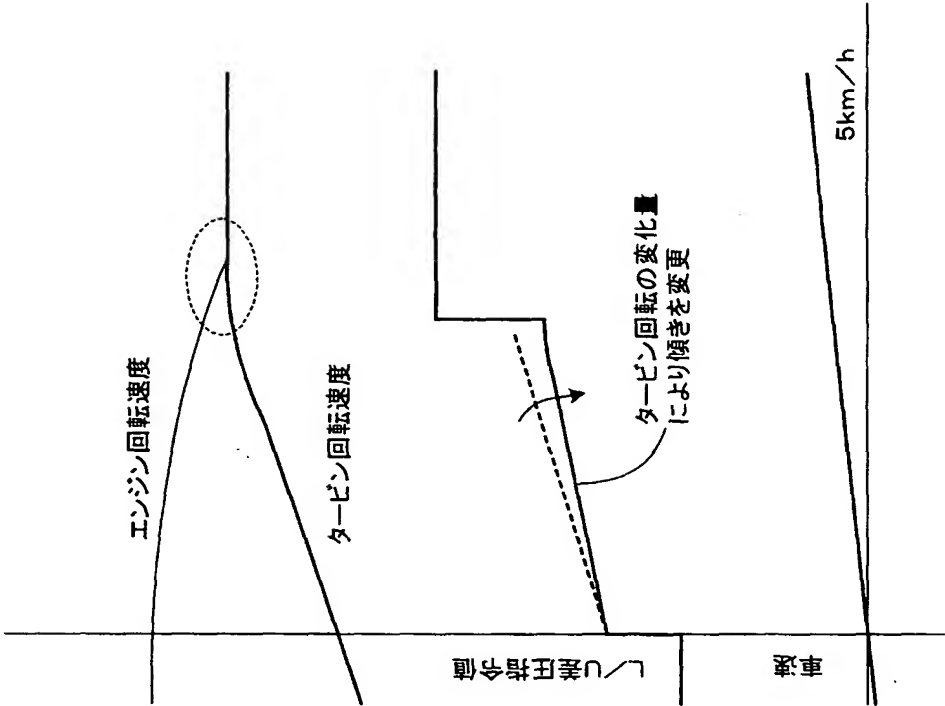 エンジン回転速度
タービン回転速度
L／U差圧指令値
タービン回転の変化量
により傾きを変更
車速
5km/h